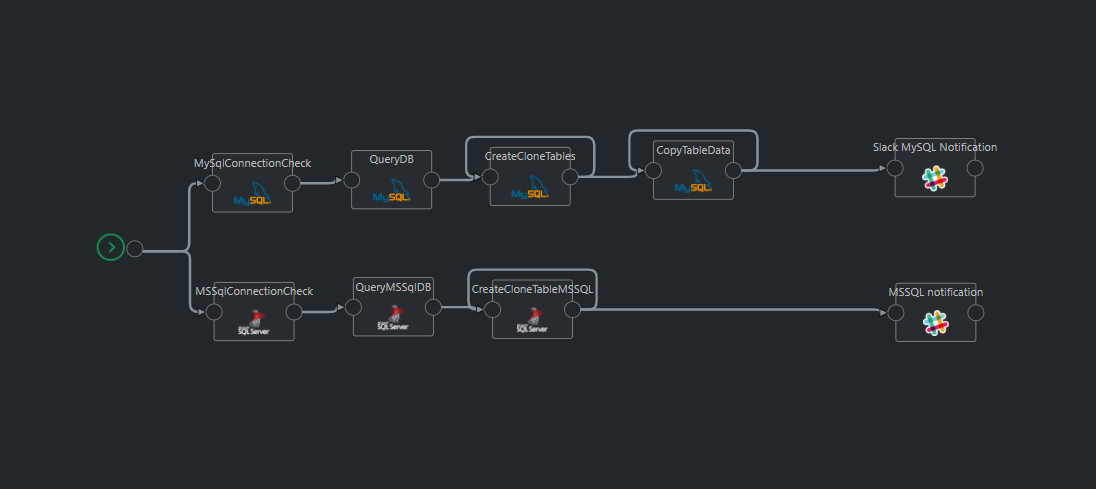 MySqlConnectionCheck
MySQL
QueryDB
MySQL
CreateCloneTables
MySQL
CopyTableData
MySQL
Slack MySQL Notification
MSSqlConnectionCheck
SQL Server
QueryMSSqlDB
SQL Server
CreateCloneTableMSSQL
SQL Server
MSSQL notification